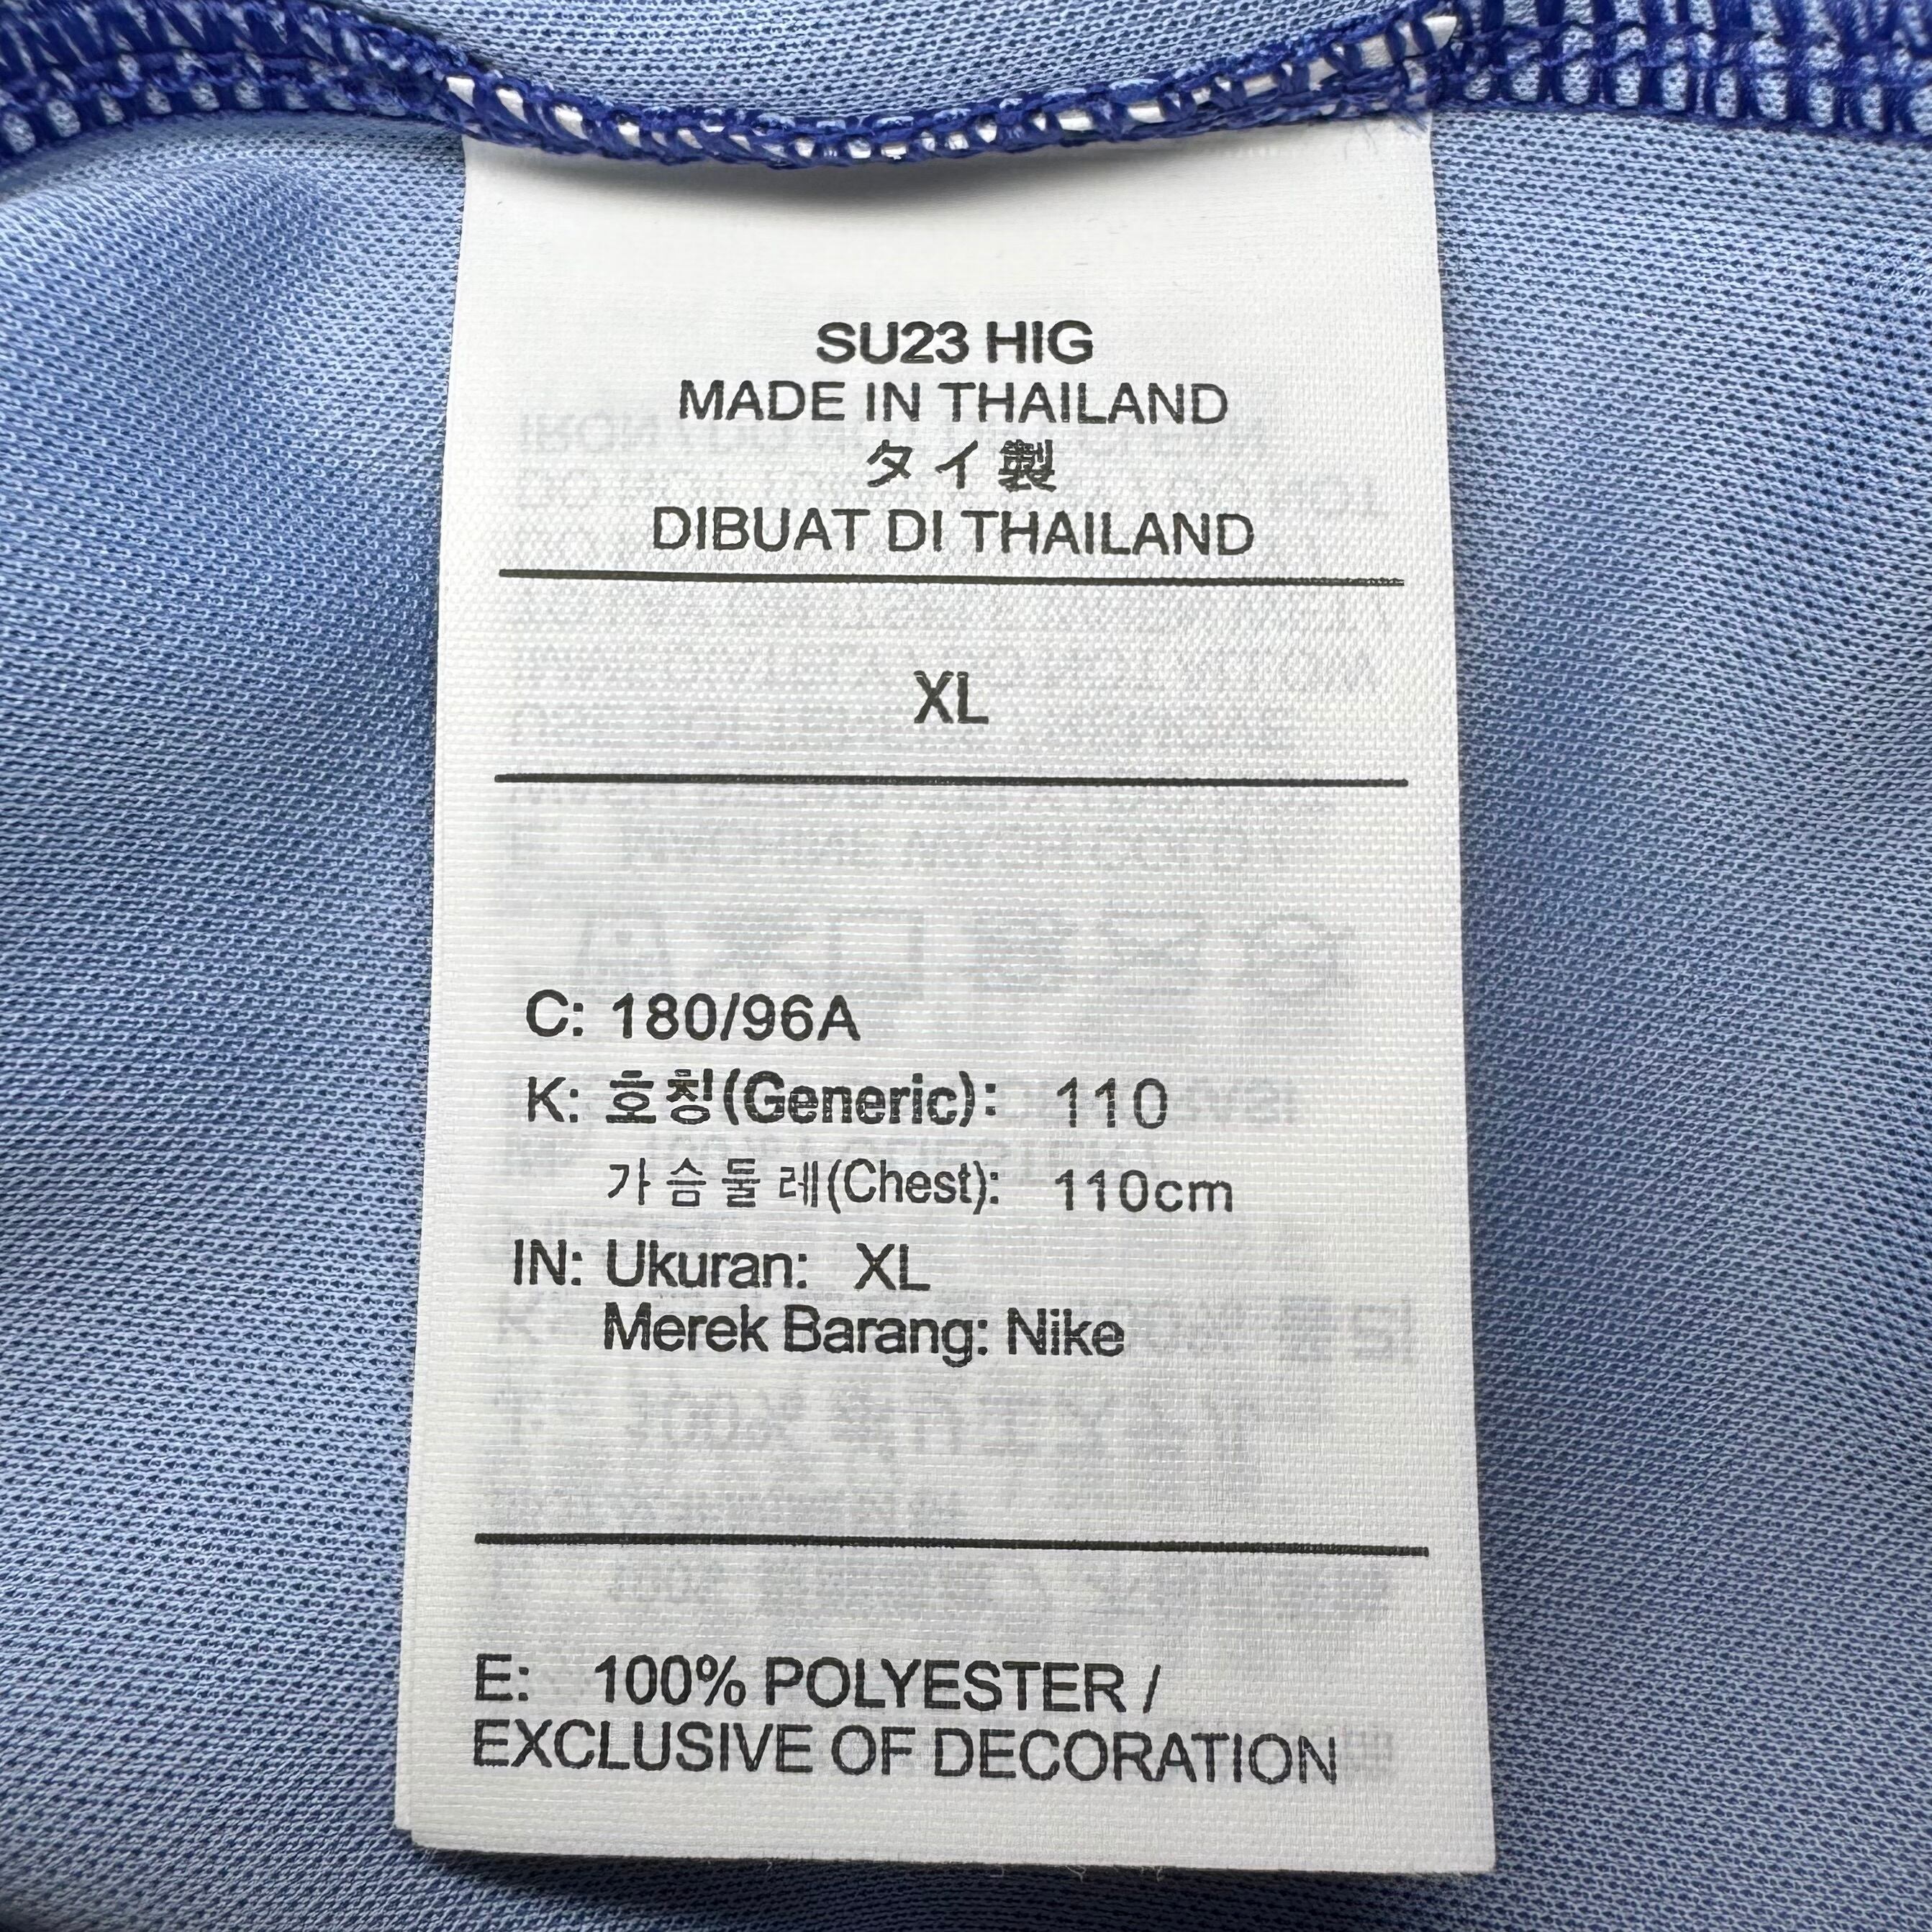 SU23 HIG
MADE IN THAILAND
タイ製
DIBUAT DI THAILAND
XL
C: 180/96A
K: 호칭(Generic): 110
가슴둘레(Chest): 110cm
IN: Ukuran: XL
Merek Barang: Nike
E: 100% POLYESTER /
EXCLUSIVE OF DECORATION